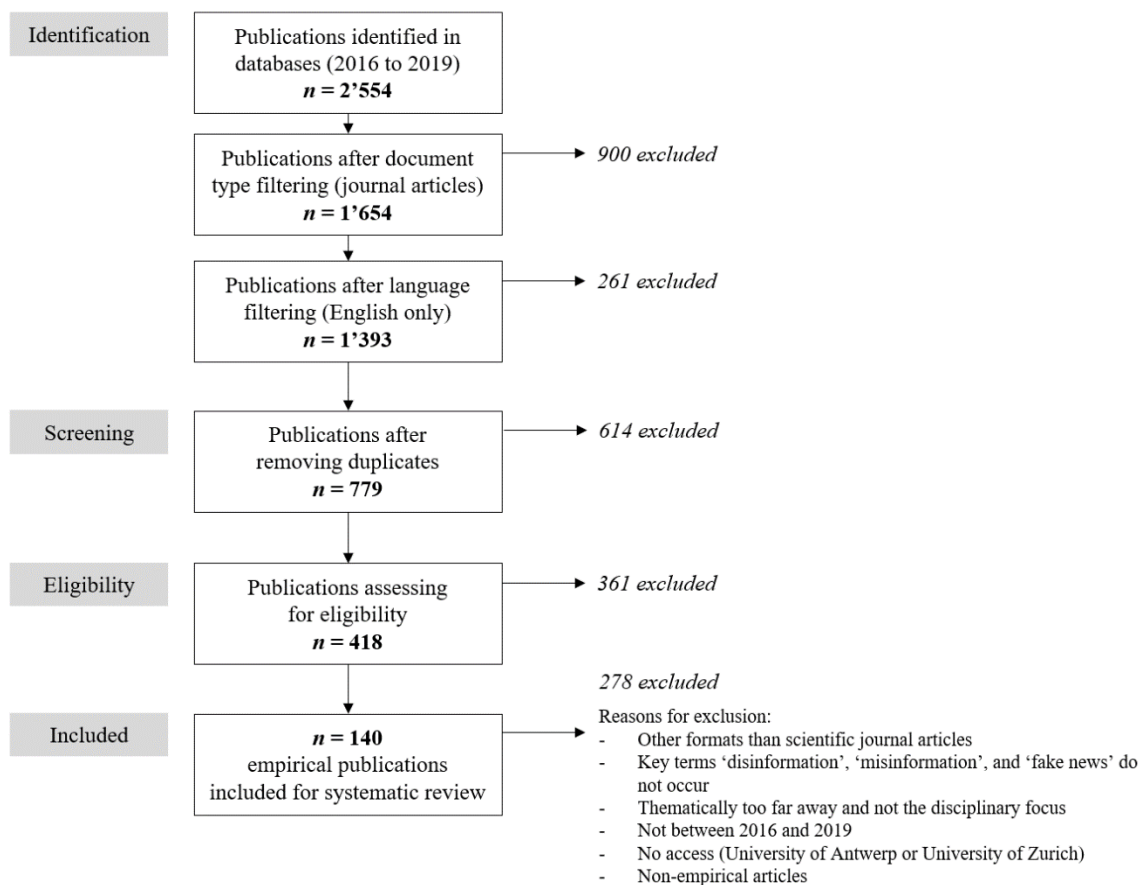 Identification
Publications identified in
databases (2016 to 2019)
n = 2’554
Publications after document
type filtering (journal articles)
n = 1’654
900 excluded
Publications after language
filtering (English only)
n = 1’393
261 excluded
Screening
Publications after
removing duplicates
n = 779
614 excluded
Eligibility
Publications assessing
for eligibility
n = 418
361 excluded
Included
n = 140
empirical publications
included for systematic review
278 excluded
Reasons for exclusion:
- Other formats than scientific journal articles
- Key terms ‘disinformation’, ‘misinformation’, and ‘fake news’ do
not occur
- Thematically too far away and not the disciplinary focus
- Not between 2016 and 2019
- No access (University of Antwerp or University of Zurich)
- Non-empirical articles